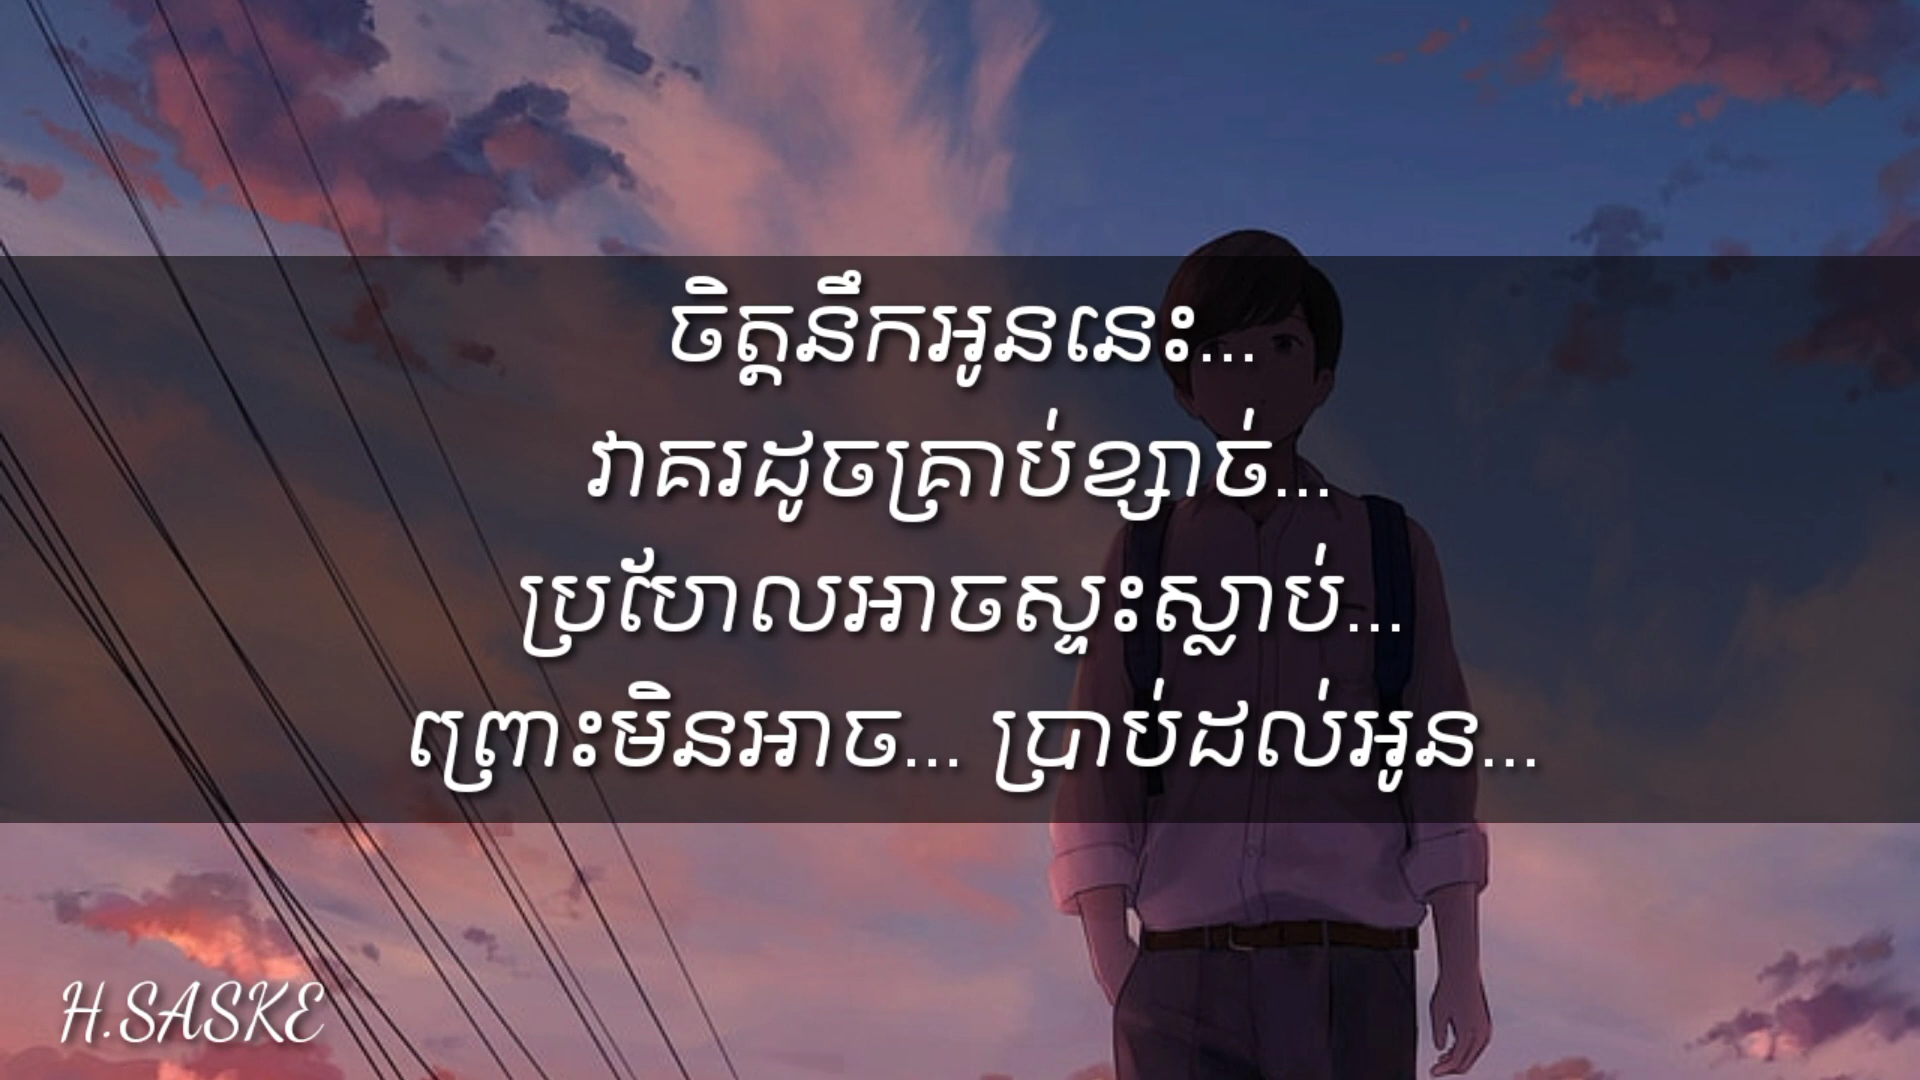 ចិត្តនឹកអូននេះ...
វាគរដូចគ្រាប់ខ្សាច់...
ប្រហែលអាចស្ទះស្លាប់...
ព្រោះមិនអាច... ប្រាប់ដល់អូន...
H.SASKE